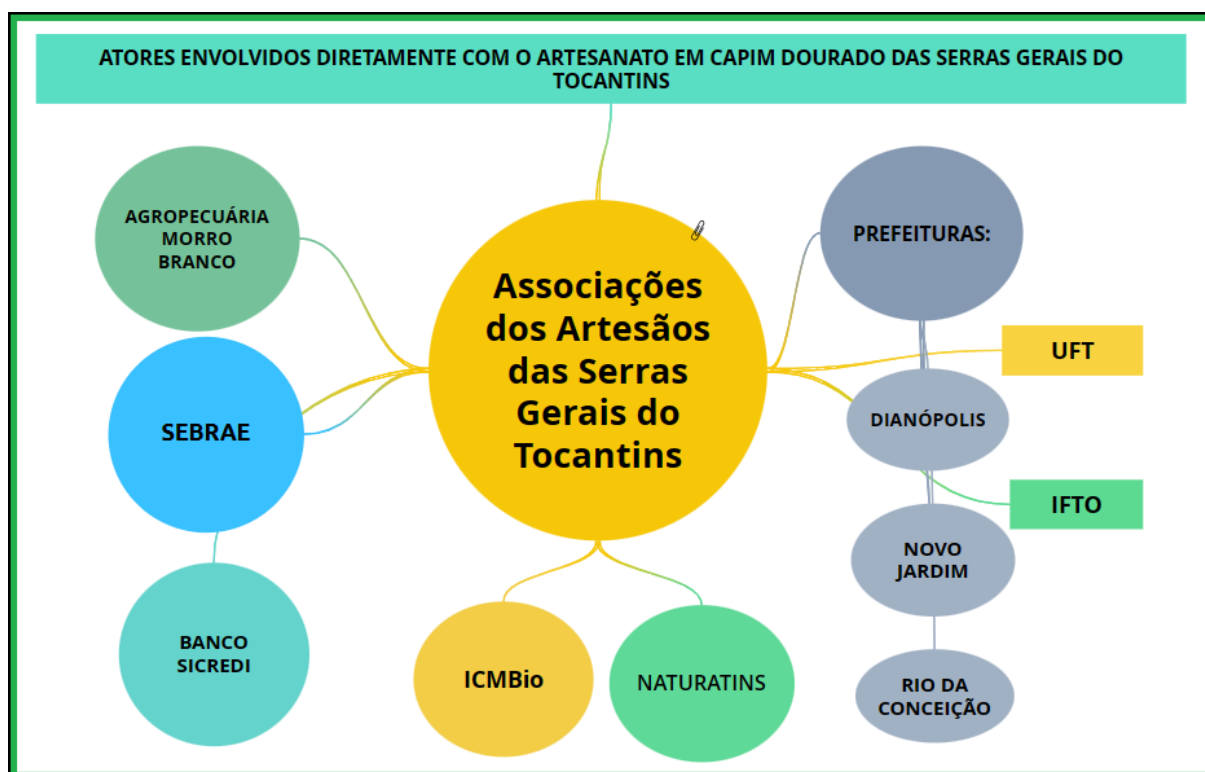 ATORES ENVOLVIDOS DIRETAMENTE COM O ARTESANATO EM CAPIM DOURADO DAS SERRAS GERAIS DO
TOCANTINS
AGROPECUÁRIA
MORRO
BRANCO
SEBRAE
BANCO
SICREDI
Associações
dos Artesãos
das Serras
Gerais do
Tocantins
ICMBio
NATURATINS
PREFEITURAS:
UFT
DIANÓPOLIS
IFTO
NOVO
JARDIM
RIO DA
CONCEIÇÃO